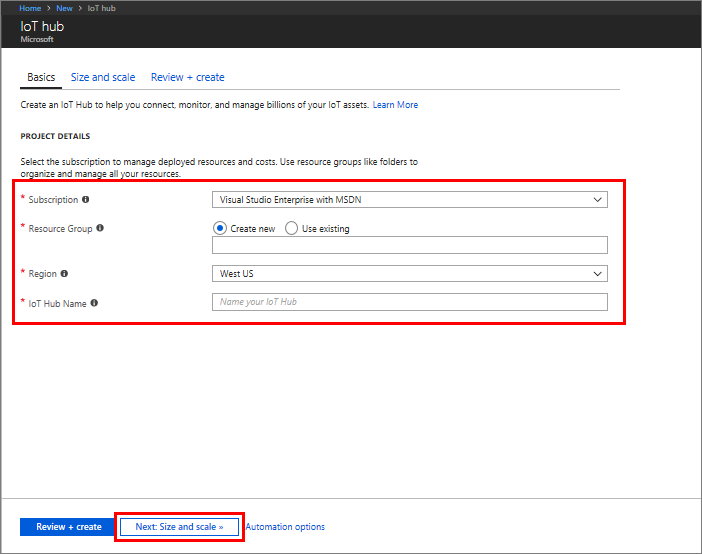 Home > New > IoT hub
IoT hub
Microsoft
Basics Size and scale Review + create
Create an IoT Hub to help you connect, monitor, and manage billions of your IoT assets. Learn More
PROJECT DETAILS
Select the subscription to manage deployed resources and costs. Use resource groups like folders to
organize and manage all your resources.
* Subscription Visual Studio Enterprise with MSDN
* Resource Group Create new Use existing
* Region West US
* IoT Hub Name Name your IoT Hub
Review + create Next: Size and scale » Automation options